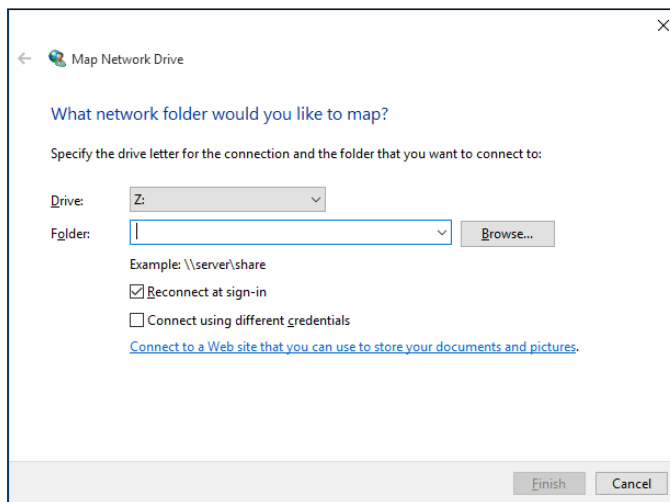 Map Network Drive
What network folder would you like to map?
Specify the drive letter for the connection and the folder that you want to connect to:
Drive: Z:
Folder: Browse...
Example: \\server\share
Reconnect at sign-in
Connect using different credentials
Connect to a Web site that you can use to store your documents and pictures.
Finish Cancel